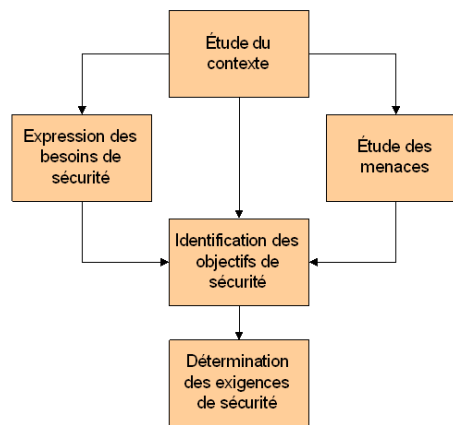 Étude du
contexte
Expression des
besoins de
sécurité
Étude des
menaces
Identification des
objectifs de
sécurité
Détermination
des exigences
de sécurité